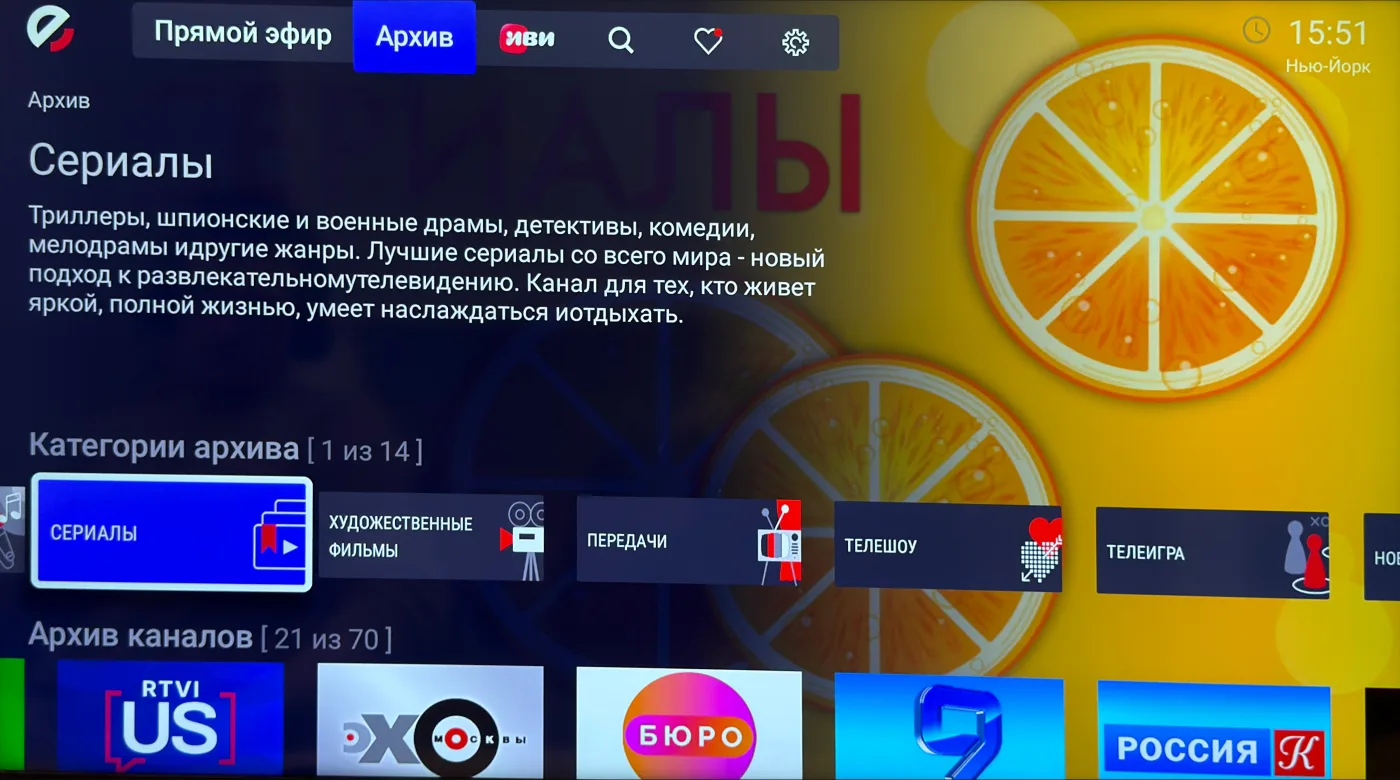 Прямой эфир
Архив
иви
15:51
Нью-Йорк
Архив
ИАЛЫ
Сериалы
Триллеры, шпионские и военные драмы, детективы, комедии,
мелодрамы идругие жанры. Лучшие сериалы со всего мира - новый
подход к развлекательномутелевидению. Канал для тех, кто живет
яркой, полной жизнью, умеет наслаждаться иотдыхать.
Категории архива [ 1 из 14 ]
СЕРИАЛЫ
ХУДОЖЕСТВЕННЫЕ
ФИЛЬМЫ
ПЕРЕДАЧИ
ТЕЛЕШОУ
ТЕЛЕИГРА
НО
Архив каналов [ 21 из 70 ]
RTVI
US
ЭХО
МОСКВЫ
БЮРО
9
РОССИЯ К